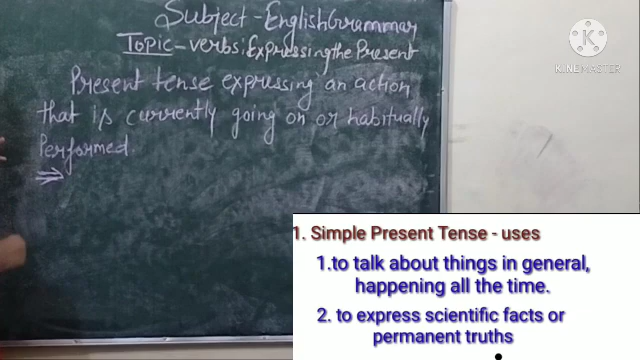 Subject - English Grammar
Topic - verbs: Expressing the Present
Present tense expressing an action
that is currently going on or habitually
Performed.
KINEMASTER
1. Simple Present Tense - uses
1.to talk about things in general,
happening all the time.
2. to express scientific facts or
permanent truths